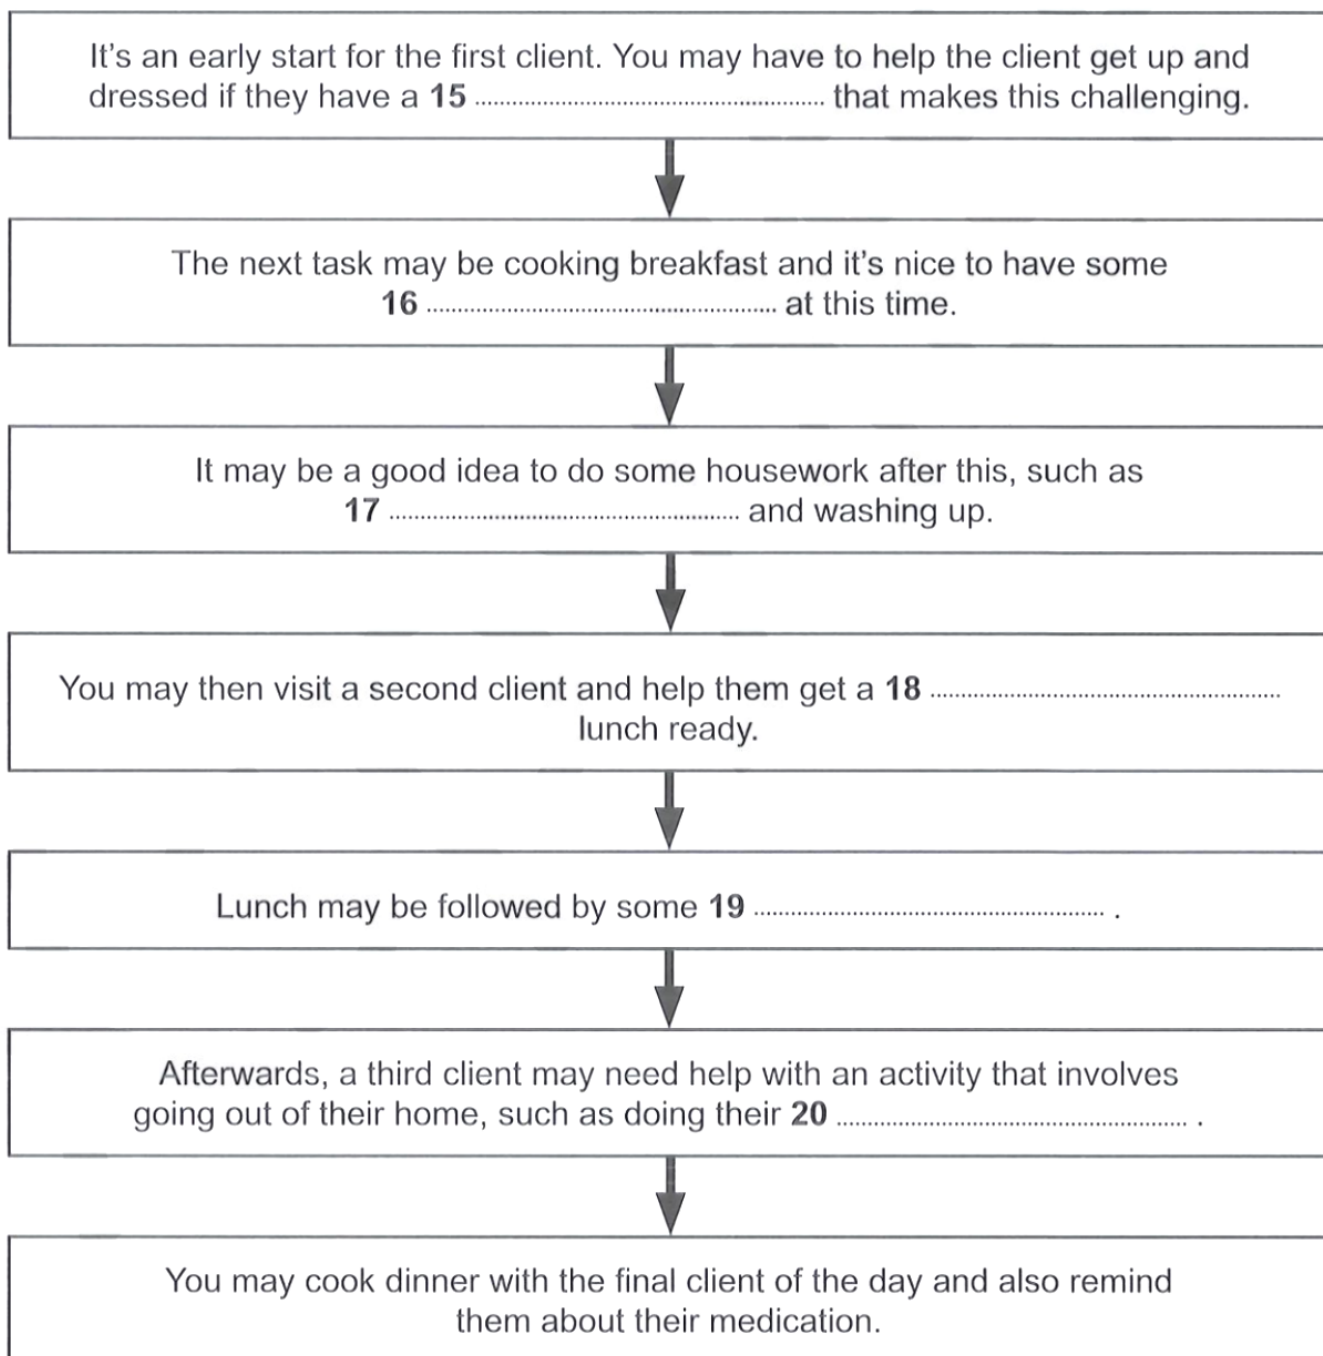 It's an early start for the first client. You may have to help the client get up and
dressed if they have a 15 ........................................ that makes this challenging.
The next task may be cooking breakfast and it's nice to have some
16 ........................................ at this time.
It may be a good idea to do some housework after this, such as
17 ........................................ and washing up.
You may then visit a second client and help them get a 18 ........................................
lunch ready.
Lunch may be followed by some 19 ........................................ .
Afterwards, a third client may need help with an activity that involves
going out of their home, such as doing their 20 ........................................ .
You may cook dinner with the final client of the day and also remind
them about their medication.